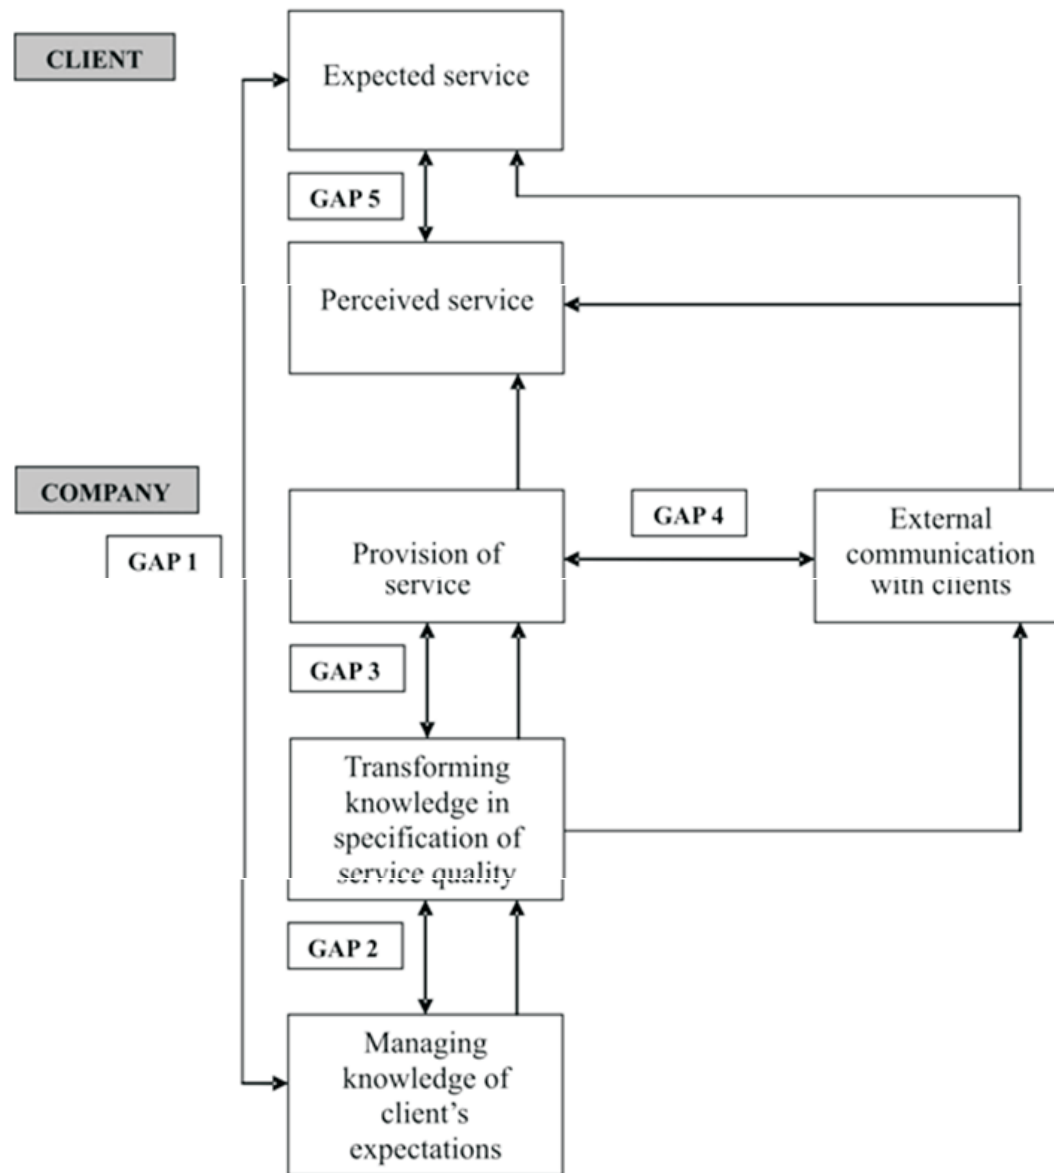 CLIENT
Expected service
GAP 5
Perceived service
COMPANY
GAP 1
Provision of
service
GAP 4
External
communication
with clients
GAP 3
Transforming
knowledge in
specification of
service quality
GAP 2
Managing
knowledge of
client's
expectations